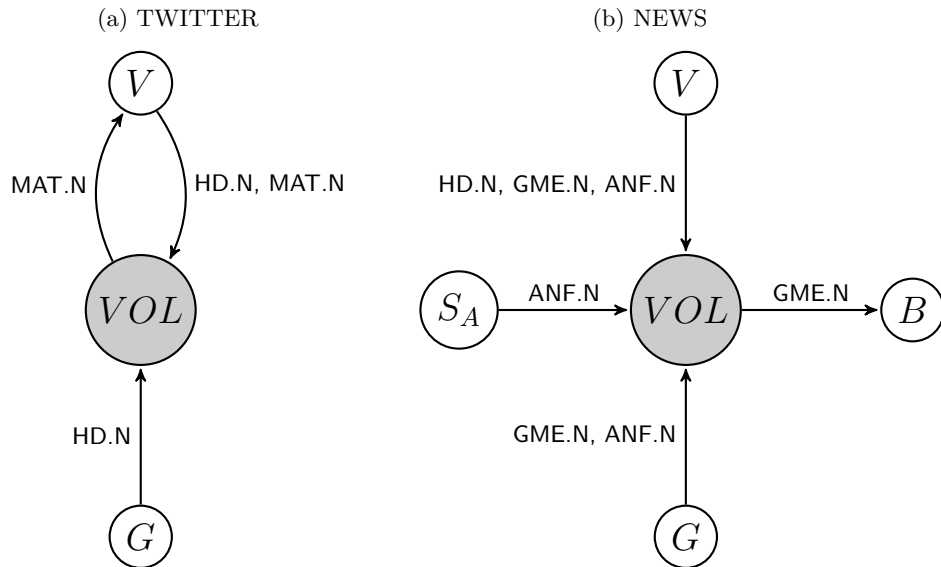 (a) TWITTER
V
MAT.N
HD.N, MAT.N
VOL
HD.N
G
(b) NEWS
V
HD.N, GME.N, ANF.N
S_A
ANF.N
VOL
GME.N
B
GME.N, ANF.N
G